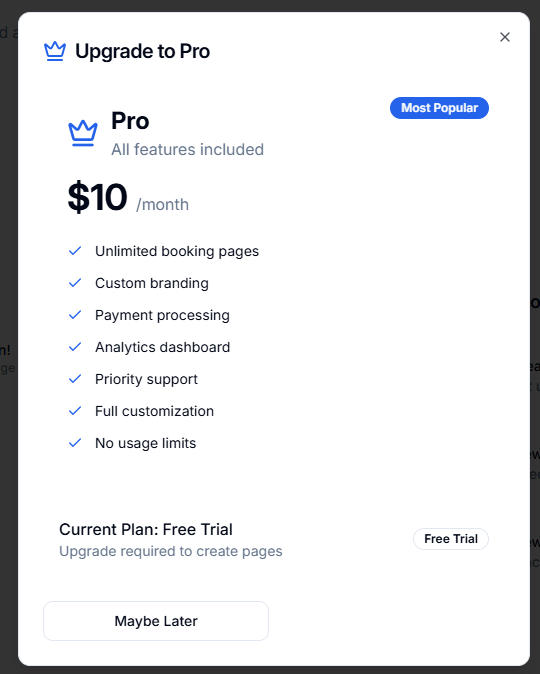 Upgrade to Pro
Most Popular
Pro
All features included
$10 /month
Unlimited booking pages
Custom branding
Payment processing
Analytics dashboard
Priority support
Full customization
No usage limits
Current Plan: Free Trial
Upgrade required to create pages
Free Trial
Maybe Later